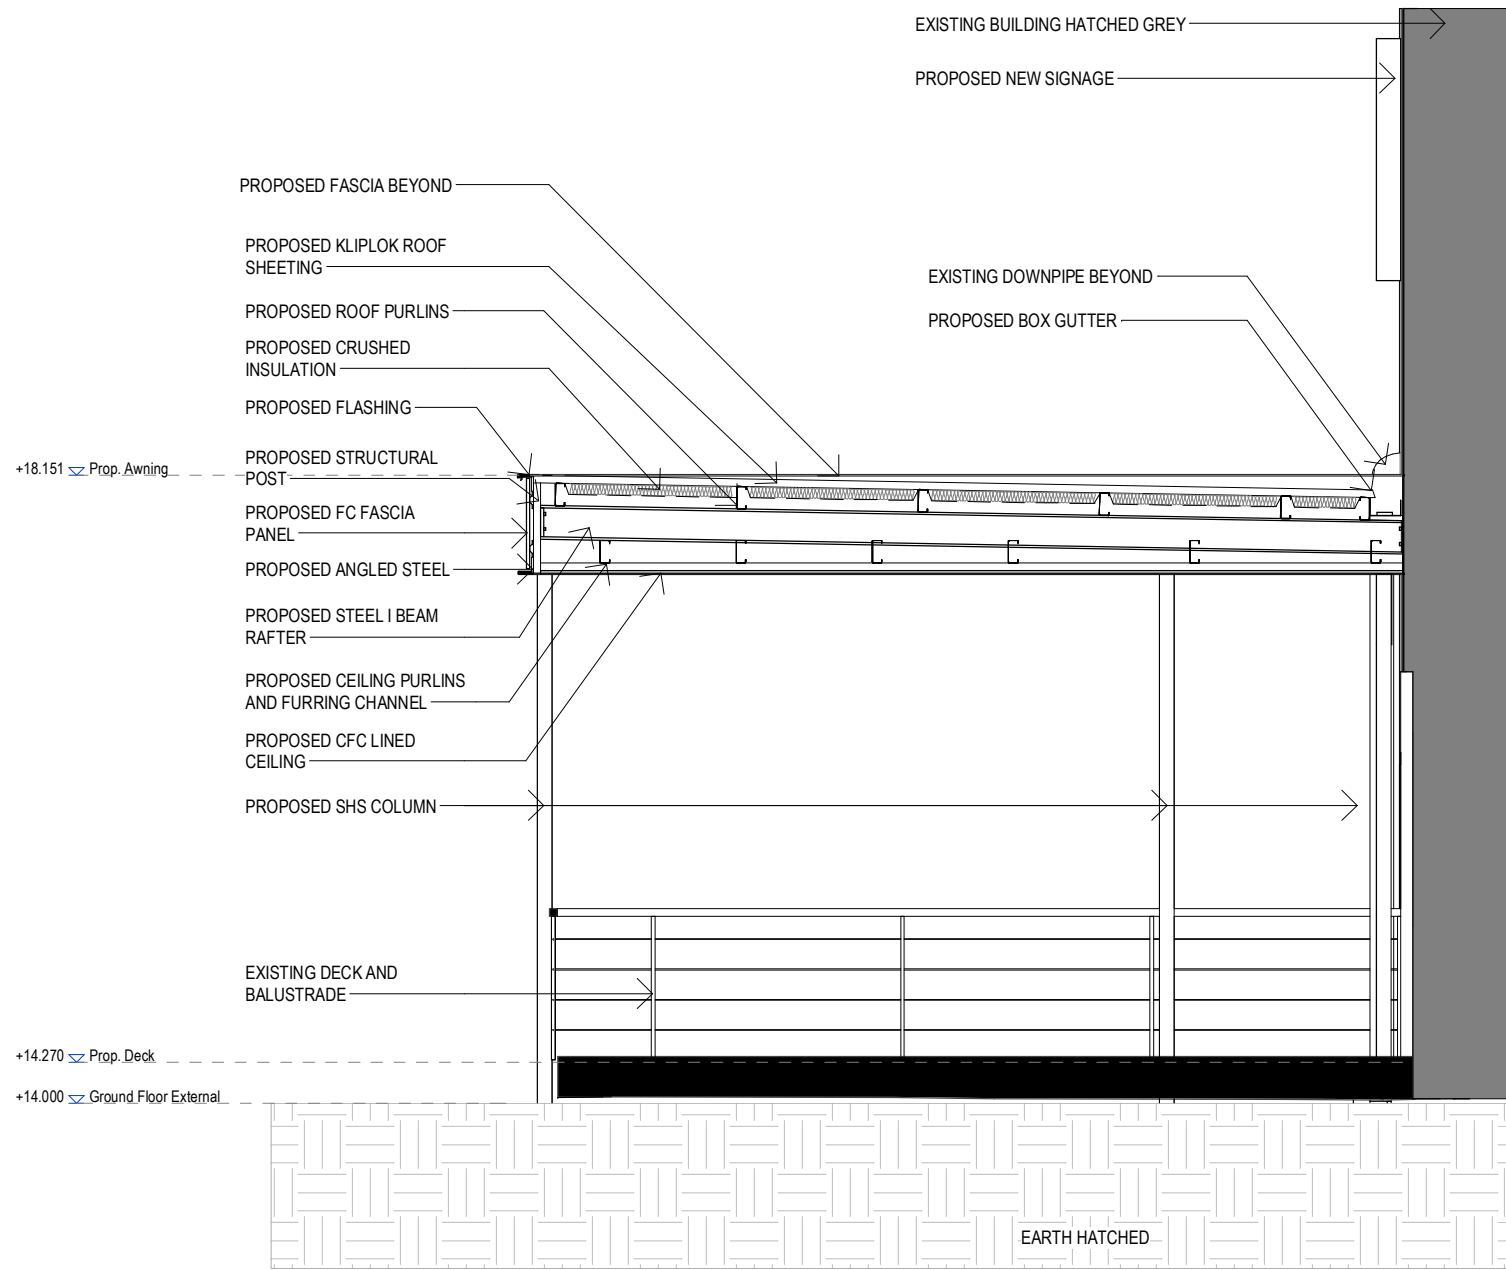 EXISTING BUILDING HATCHED GREY
PROPOSED NEW SIGNAGE
PROPOSED FASCIA BEYOND
PROPOSED KLIPLOK ROOF
SHEETING
EXISTING DOWNPIPE BEYOND
PROPOSED ROOF PURLINS
PROPOSED BOX GUTTER
PROPOSED CRUSHED
INSULATION
PROPOSED FLASHING
PROPOSED STRUCTURAL
POST
+18.151 Prop. Awning
PROPOSED FC FASCIA
PANEL
PROPOSED ANGLED STEEL
PROPOSED STEEL I BEAM
RAFTER
PROPOSED CEILING PURLINS
AND FURRING CHANNEL
PROPOSED CFC LINED
CEILING
PROPOSED SHS COLUMN
EXISTING DECK AND
BALUSTRADE
+14.270 Prop. Deck
+14.000 Ground Floor External
EARTH HATCHED